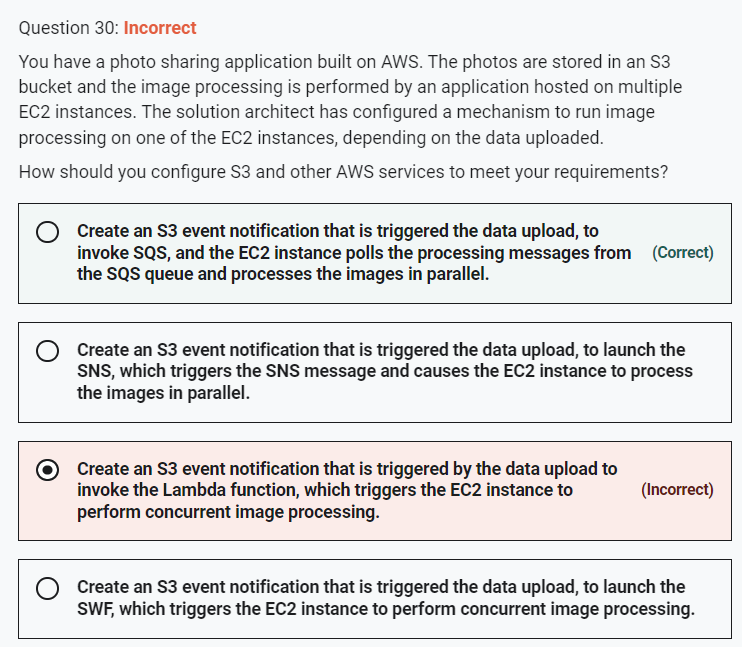 Question 30: Incorrect
You have a photo sharing application built on AWS. The photos are stored in an S3
bucket and the image processing is performed by an application hosted on multiple
EC2 instances. The solution architect has configured a mechanism to run image
processing on one of the EC2 instances, depending on the data uploaded.
How should you configure S3 and other AWS services to meet your requirements?
Create an S3 event notification that is triggered the data upload, to
invoke SQS, and the EC2 instance polls the processing messages from
the SQS queue and processes the images in parallel.
(Correct)
Create an S3 event notification that is triggered the data upload, to launch the
SNS, which triggers the SNS message and causes the EC2 instance to process
the images in parallel.
Create an S3 event notification that is triggered by the data upload to
invoke the Lambda function, which triggers the EC2 instance to
perform concurrent image processing.
(Incorrect)
Create an S3 event notification that is triggered the data upload, to launch the
SWF, which triggers the EC2 instance to perform concurrent image processing.